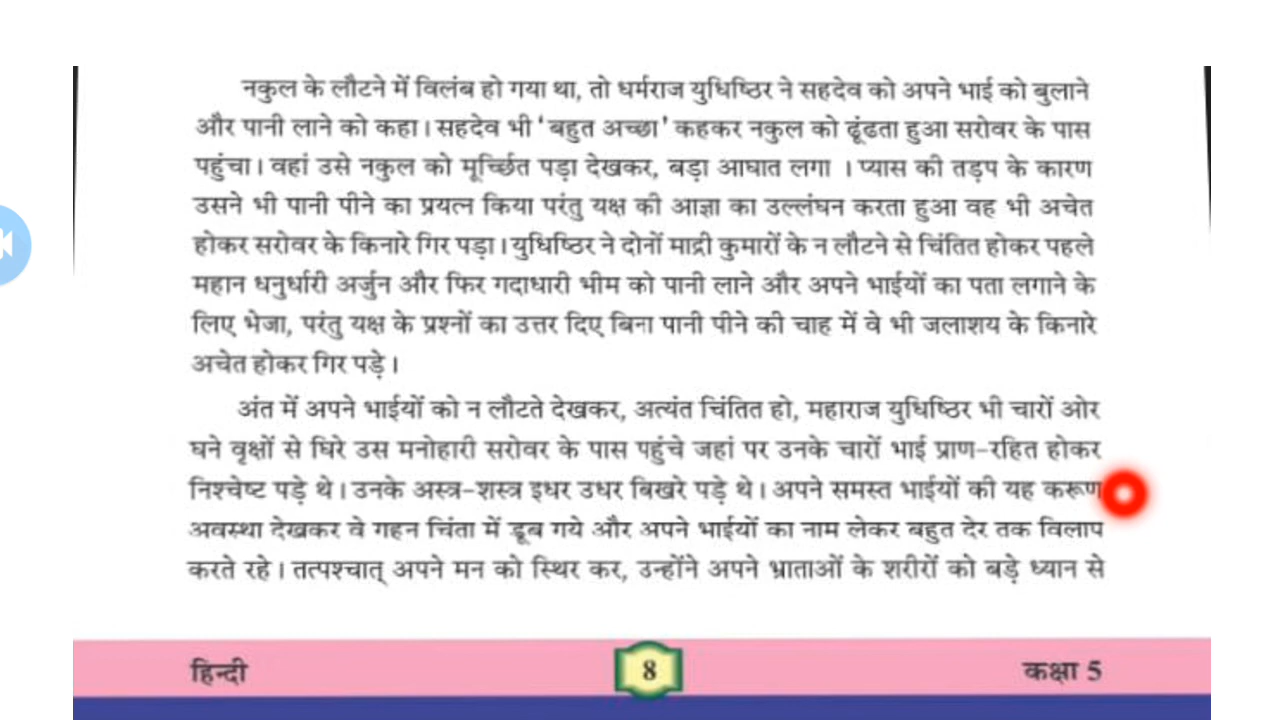 नकुल के लौटने में विलंब हो गया था, तो धर्मराज युधिष्ठिर ने सहदेव को अपने भाई को बुलाने
और पानी लाने को कहा। सहदेव भी 'बहुत अच्छा' कहकर नकुल को ढूंढता हुआ सरोवर के पास
पहुंचा। वहां उसे नकुल को मूर्च्छित पड़ा देखकर, बड़ा आघात लगा । प्यास की तड़प के कारण
उसने भी पानी पीने का प्रयत्न किया परंतु यक्ष की आज्ञा का उल्लंघन करता हुआ वह भी अचेत
होकर सरोवर के किनारे गिर पड़ा। युधिष्ठिर ने दोनों माद्री कुमारों के न लौटने से चिंतित होकर पहले
महान धनुर्धारी अर्जुन और फिर गदाधारी भीम को पानी लाने और अपने भाईयों का पता लगाने के
लिए भेजा, परंतु यक्ष के प्रश्नों का उत्तर दिए बिना पानी पीने की चाह में वे भी जलाशय के किनारे
अचेत होकर गिर पड़े।
अंत में अपने भाईयों को न लौटते देखकर, अत्यंत चिंतित हो, महाराज युधिष्ठिर भी चारों ओर
घने वृक्षों से घिरे उस मनोहारी सरोवर के पास पहुंचे जहां पर उनके चारों भाई प्राण-रहित होकर
निश्चेष्ट पड़े थे। उनके अस्त्र-शस्त्र इधर उधर बिखरे पड़े थे। अपने समस्त भाईयों की यह करूण
अवस्था देखकर वे गहन चिंता में डूब गये और अपने भाईयों का नाम लेकर बहुत देर तक विलाप
करते रहे। तत्पश्चात् अपने मन को स्थिर कर, उन्होंने अपने भ्राताओं के शरीरों को बड़े ध्यान से
हिन्दी 8 कक्षा 5